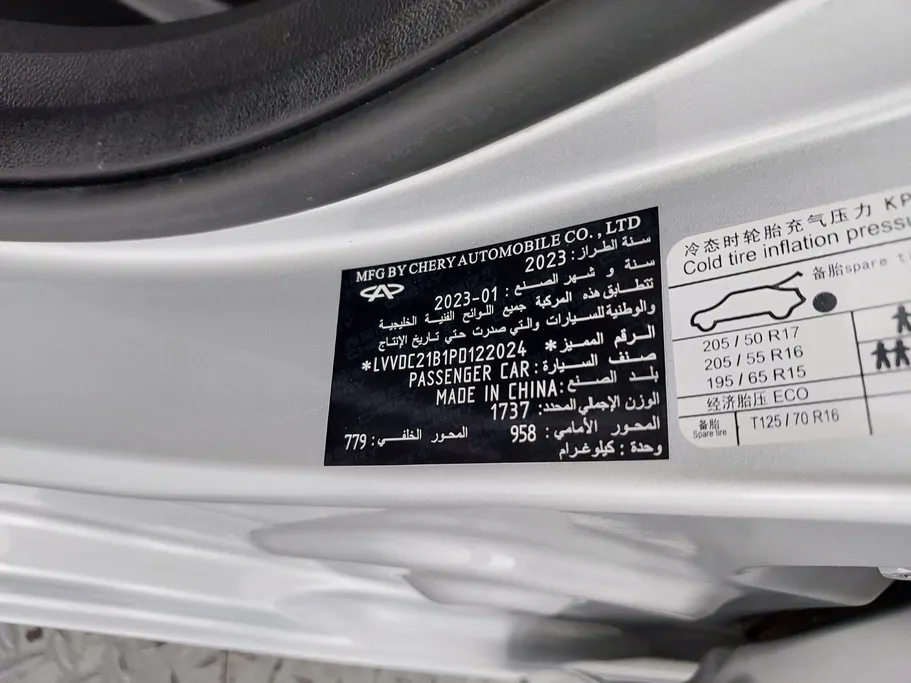 MFG BY CHERY AUTOMOBILE CO., LTD
سنة الطراز: 2023
سنة و شهر الصنع : 2023-01
تتطابق هذه المركبة جميع اللوائح الفنية الخليجية
والوطنية للسيارات والتي صدرت حتي تاريخ الإنتاج
الرقم المميز: *LVVDC21B1PD122024*
صنف السيارة: PASSENGER CAR
بلد الصنع: MADE IN CHINA
الوزن الإجمالي المحدد: 1737
المحور الأمامي: 958 المحور الخلفي: 779
وحدة : كيلوغرام
冷态时轮胎充气压力
Cold tire inflation
备胎spare
205 / 50 R17
205 / 55 R16
195 / 65 R15
经济胎压 ECO
备胎
Spare tire
T125 / 70 R16